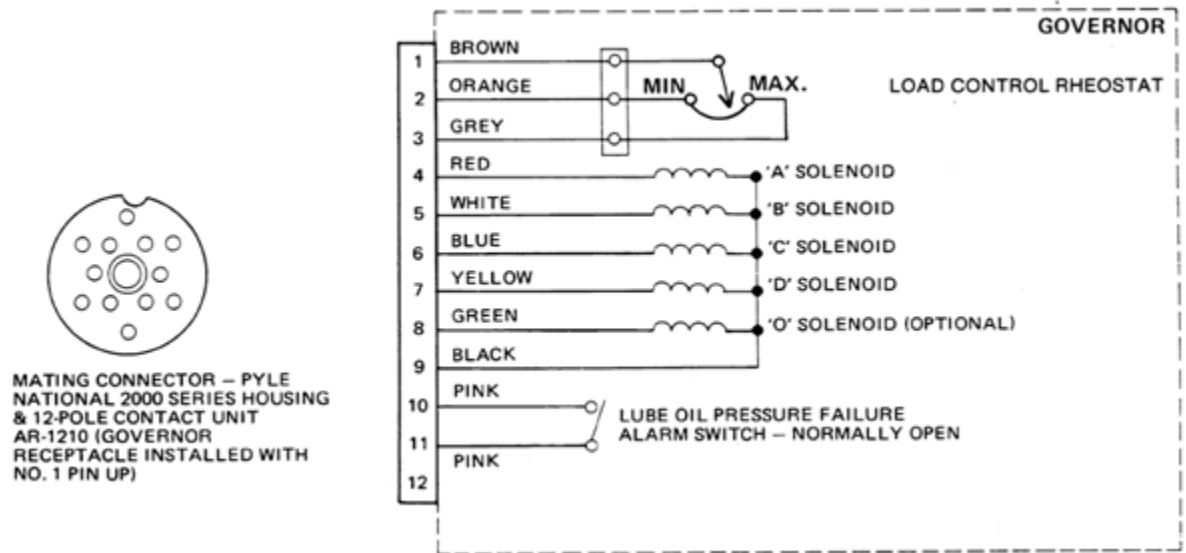 GOVERNOR
1 BROWN
LOAD CONTROL RHEOSTAT
2 ORANGE MIN MAX.
3 GREY
4 RED 'A' SOLENOID
5 WHITE 'B' SOLENOID
6 BLUE 'C' SOLENOID
7 YELLOW 'D' SOLENOID
8 GREEN 'O' SOLENOID (OPTIONAL)
9 BLACK
10 PINK
LUBE OIL PRESSURE FAILURE
ALARM SWITCH – NORMALLY OPEN
11 PINK
12
MATING CONNECTOR – PYLE
NATIONAL 2000 SERIES HOUSING
& 12-POLE CONTACT UNIT
AR-1210 (GOVERNOR
RECEPTACLE INSTALLED WITH
NO. 1 PIN UP)